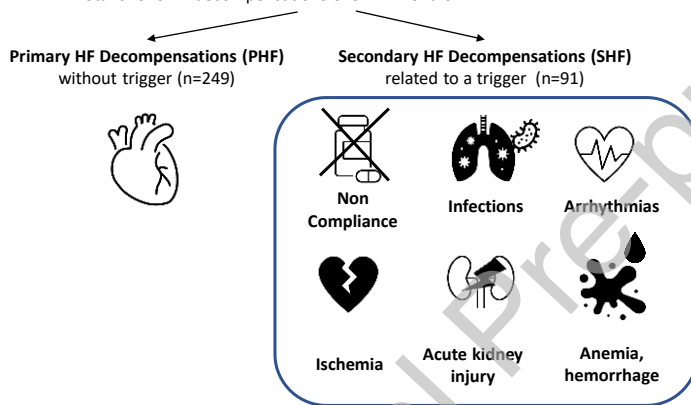 Primary HF Decompensations (PHF)
without trigger (n=249)
Secondary HF Decompensations (SHF)
related to a trigger (n=91)
Non
Compliance
Infections
Arrhythmias
Ischemia
Acute kidney
injury
Anemia,
hemorrhage